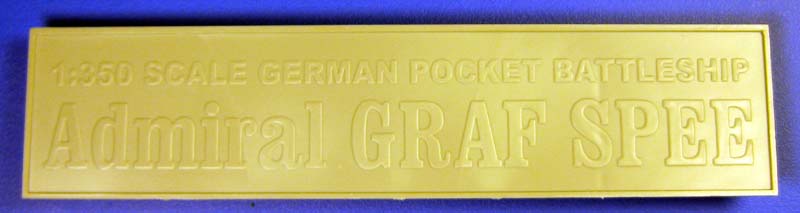 1:350 SCALE GERMAN POCKET BATTLESHIP
Admiral GRAF SPEE